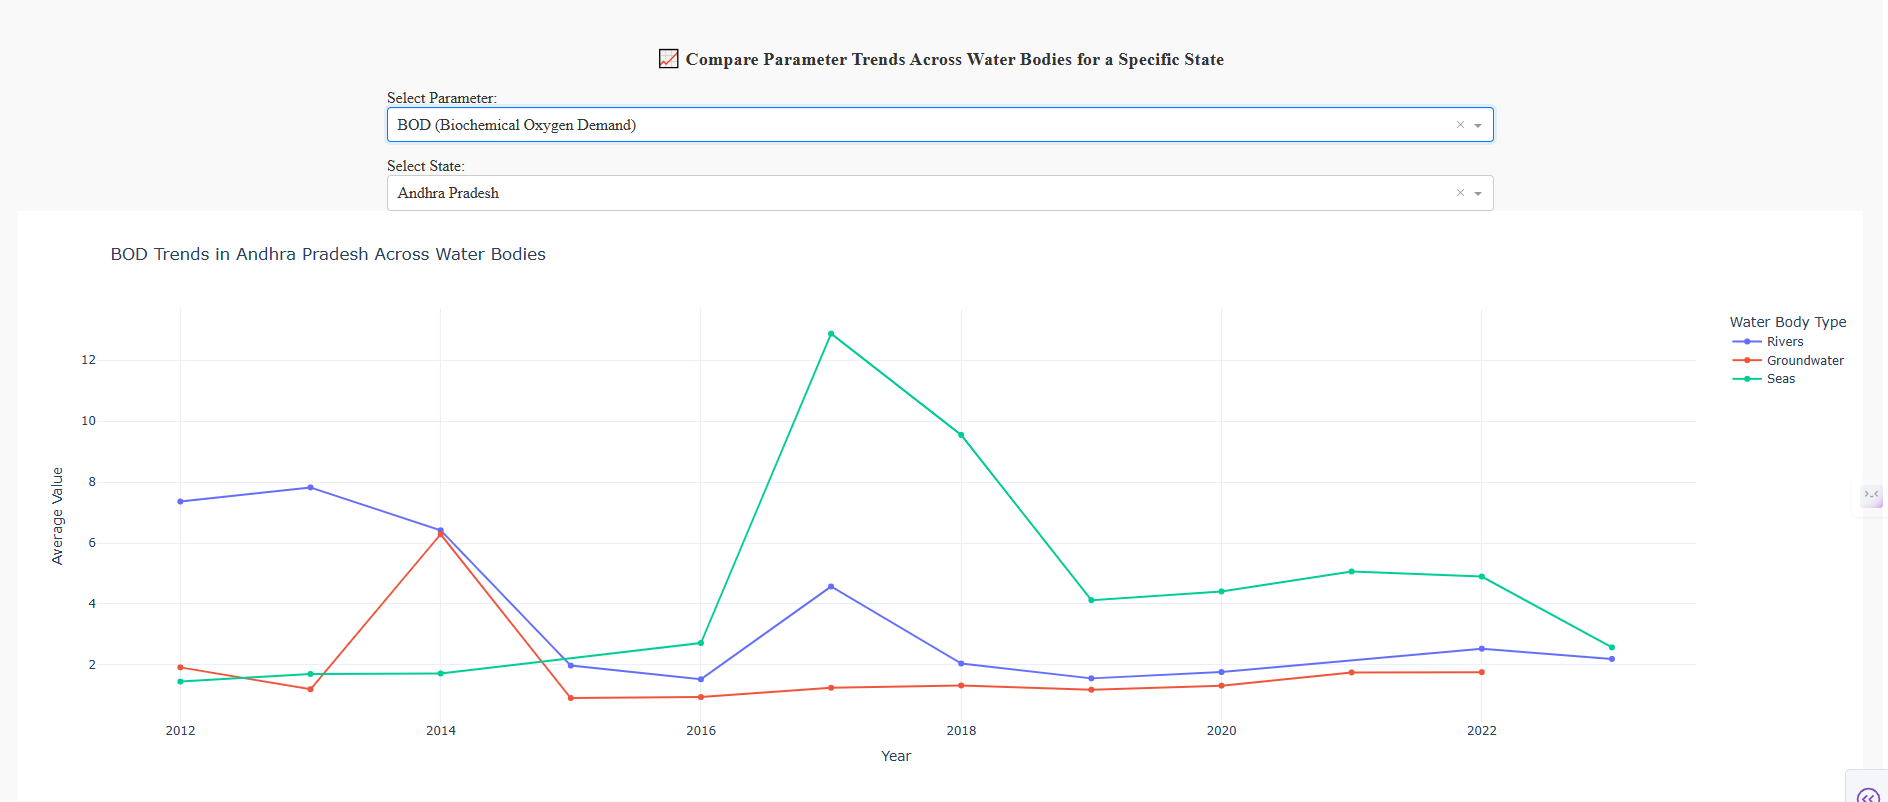 📈 Compare Parameter Trends Across Water Bodies for a Specific State
Select Parameter:
BOD (Biochemical Oxygen Demand)
Select State:
Andhra Pradesh
BOD Trends in Andhra Pradesh Across Water Bodies
Water Body Type
Rivers
Groundwater
Seas
Average Value
12
10
8
6
4
2
2012 2014 2016 2018 2020 2022
Year